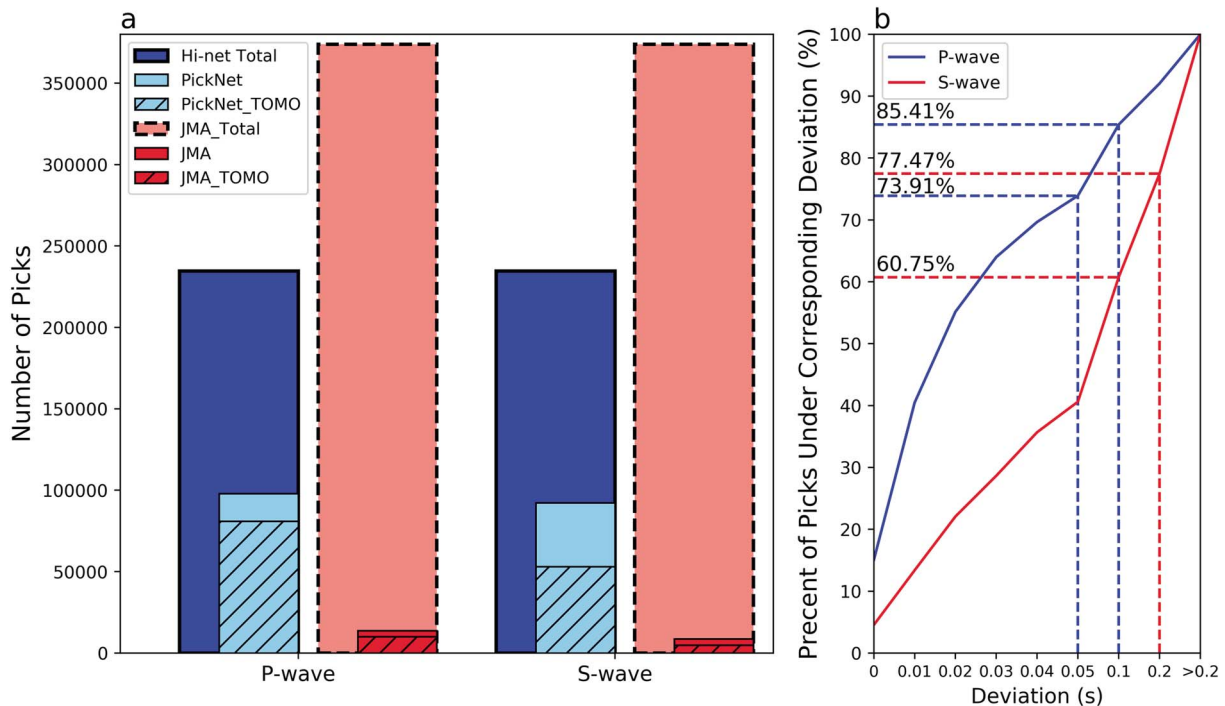 a
Number of Picks
350000
300000
250000
200000
150000
100000
50000
0
Hi-net Total
PickNet
PickNet_TOMO
JMA_Total
JMA
JMA_TOMO
P-wave
S-wave
b
Precent of Picks Under Corresponding Deviation (%)
100
90
80
70
60
50
40
30
20
10
0
P-wave
S-wave
85.41%
77.47%
73.91%
60.75%
0 0.01 0.02 0.03 0.04 0.05 0.1 0.2 >0.2
Deviation (s)